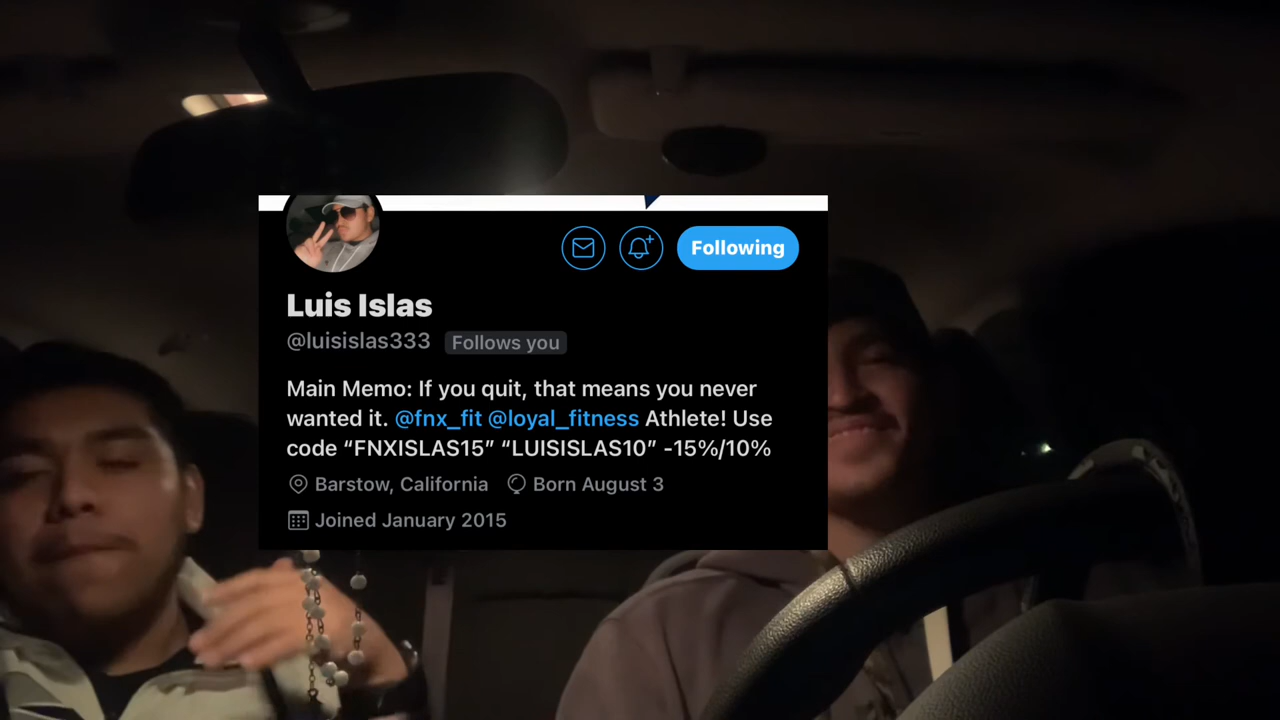 Following
Luis Islas
@luisislas333 Follows you
Main Memo: If you quit, that means you never
wanted it. @fnx_fit @loyal_fitness Athlete! Use
code “FNXISLAS15” “LUISISLAS10” -15%/10%
Barstow, California Born August 3
Joined January 2015